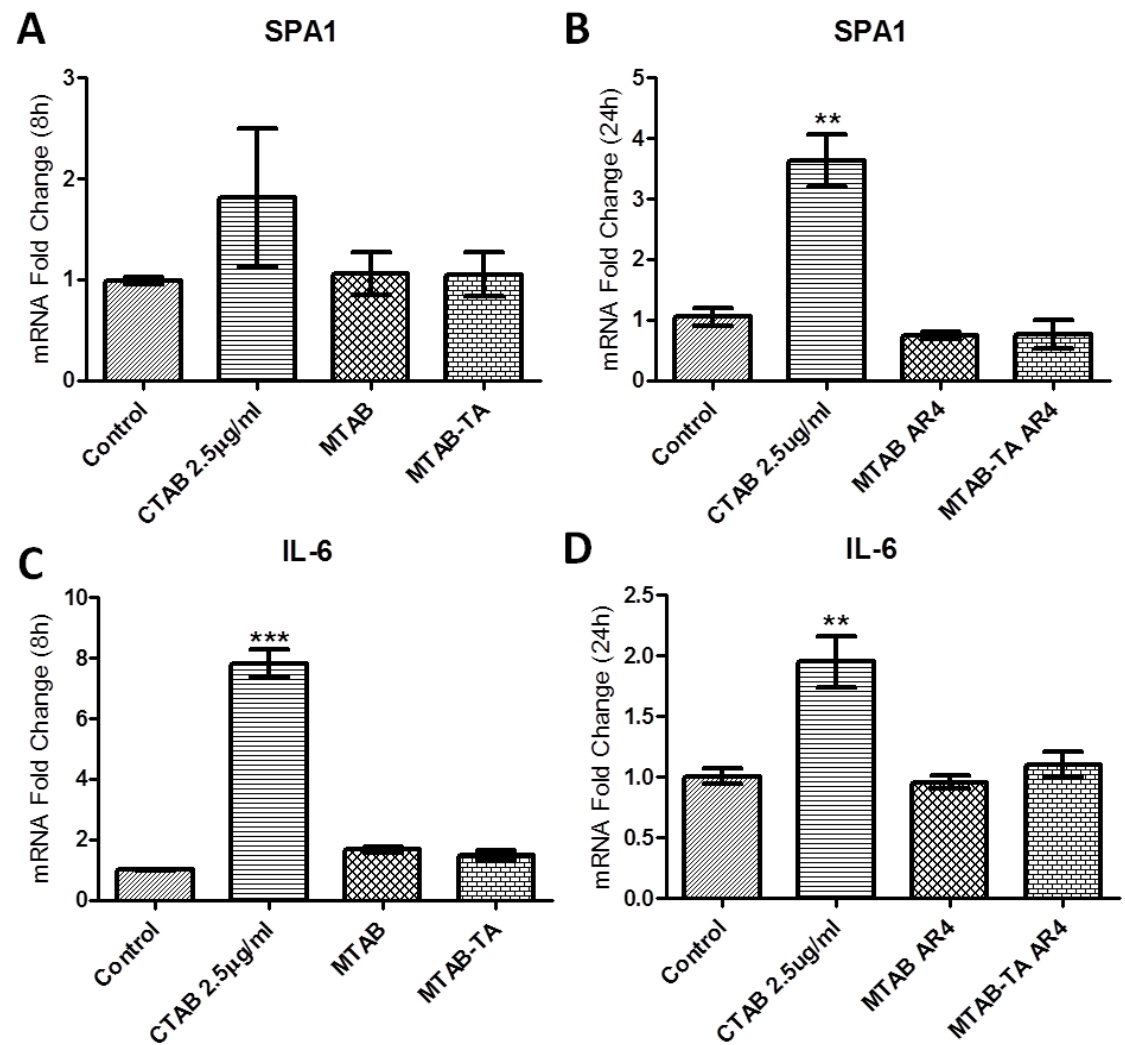 A
SPA1
mRNA Fold Change (8h)
3
2
1
0
Control
CTAB 2.5µg/ml
MTAB
MTAB-TA
B
SPA1
mRNA Fold Change (24h)
5
4
3
2
1
0
**
Control
CTAB 2.5ug/ml
MTAB AR4
MTAB-TA AR4
C
IL-6
mRNA Fold Change (8h)
10
8
6
4
2
0
***
Control
CTAB 2.5µg/ml
MTAB
MTAB-TA
D
IL-6
mRNA Fold Change (24h)
2.5
2.0
1.5
1.0
0.5
0.0
**
Control
CTAB 2.5ug/ml
MTAB AR4
MTAB-TA AR4